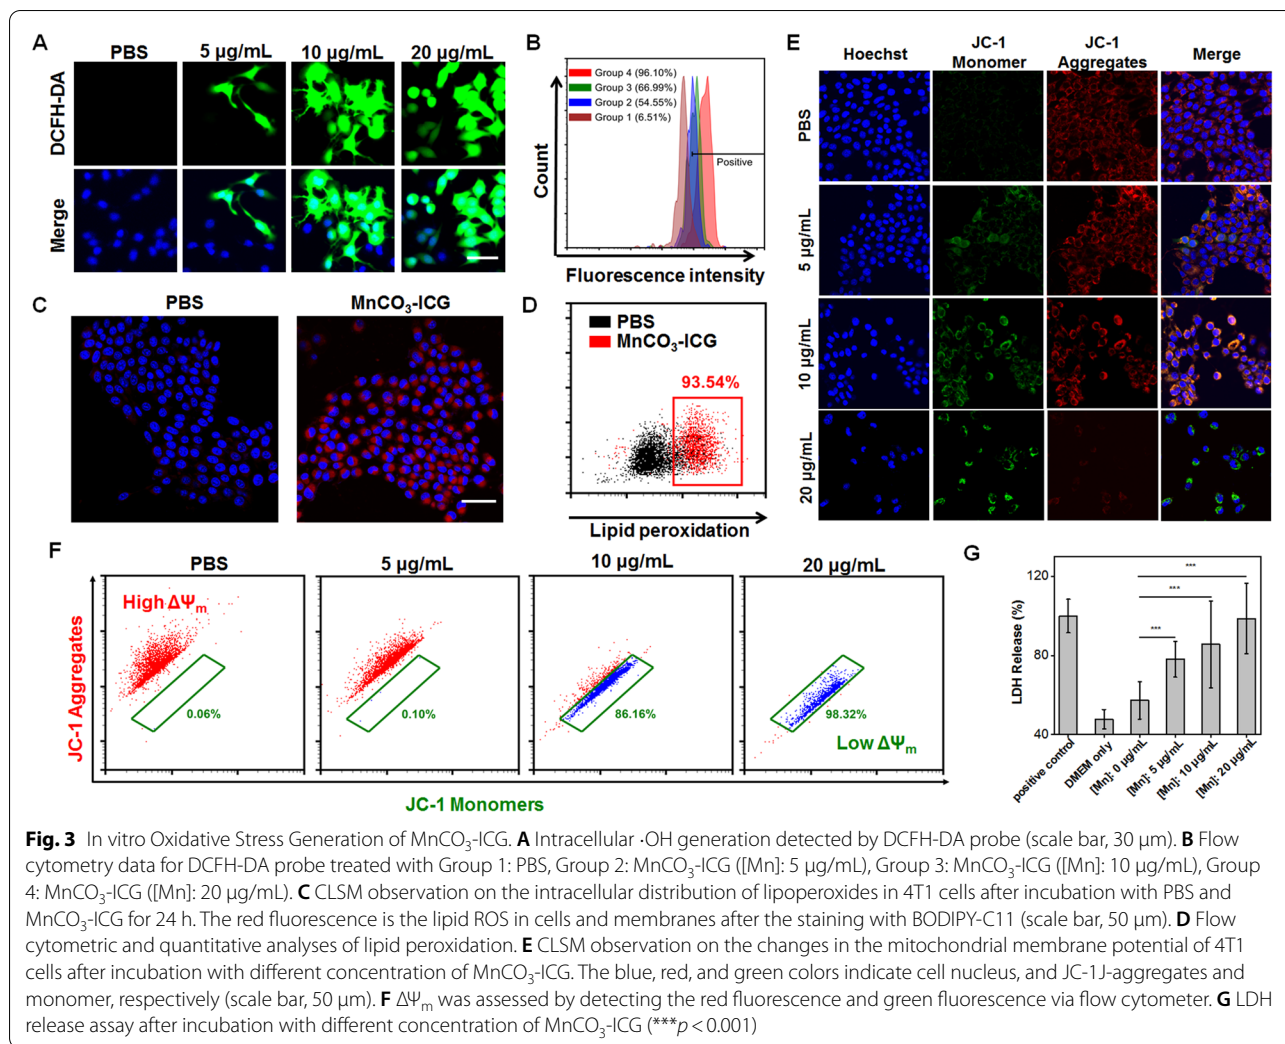 A
PBS
5 µg/mL
10 µg/mL
20 µg/mL
DCFH-DA
Merge
B
Group 4 (96.10%)
Group 3 (66.99%)
Group 2 (54.55%)
Group 1 (6.51%)
Positive
Count
Fluorescence intensity
C
PBS
MnCO₃-ICG
D
PBS
MnCO₃-ICG
93.54%
Lipid peroxidation
E
Hoechst
JC-1
Monomer
JC-1
Aggregates
Merge
PBS
5 µg/mL
10 µg/mL
20 µg/mL
F
PBS
5 µg/mL
10 µg/mL
20 µg/mL
High ΔΨₘ
0.06%
0.10%
86.16%
98.32%
Low ΔΨₘ
JC-1 Aggregates
JC-1 Monomers
G
LDH Release (%)
120
80
40
***
***
***
positive control
DMEM only
[Mn]: 0 µg/mL
[Mn]: 5 µg/mL
[Mn]: 10 µg/mL
[Mn]: 20 µg/mL
Fig. 3 In vitro Oxidative Stress Generation of MnCO₃-ICG. A Intracellular ·OH generation detected by DCFH-DA probe (scale bar, 30 µm). B Flow
cytometry data for DCFH-DA probe treated with Group 1: PBS, Group 2: MnCO₃-ICG ([Mn]: 5 µg/mL), Group 3: MnCO₃-ICG ([Mn]: 10 µg/mL), Group
4: MnCO₃-ICG ([Mn]: 20 µg/mL). C CLSM observation on the intracellular distribution of lipoperoxides in 4T1 cells after incubation with PBS and
MnCO₃-ICG for 24 h. The red fluorescence is the lipid ROS in cells and membranes after the staining with BODIPY-C11 (scale bar, 50 µm). D Flow
cytometric and quantitative analyses of lipid peroxidation. E CLSM observation on the changes in the mitochondrial membrane potential of 4T1
cells after incubation with different concentration of MnCO₃-ICG. The blue, red, and green colors indicate cell nucleus, and JC-1J-aggregates and
monomer, respectively (scale bar, 50 µm). F ΔΨₘ was assessed by detecting the red fluorescence and green fluorescence via flow cytometer. G LDH
release assay after incubation with different concentration of MnCO₃-ICG (***p < 0.001)